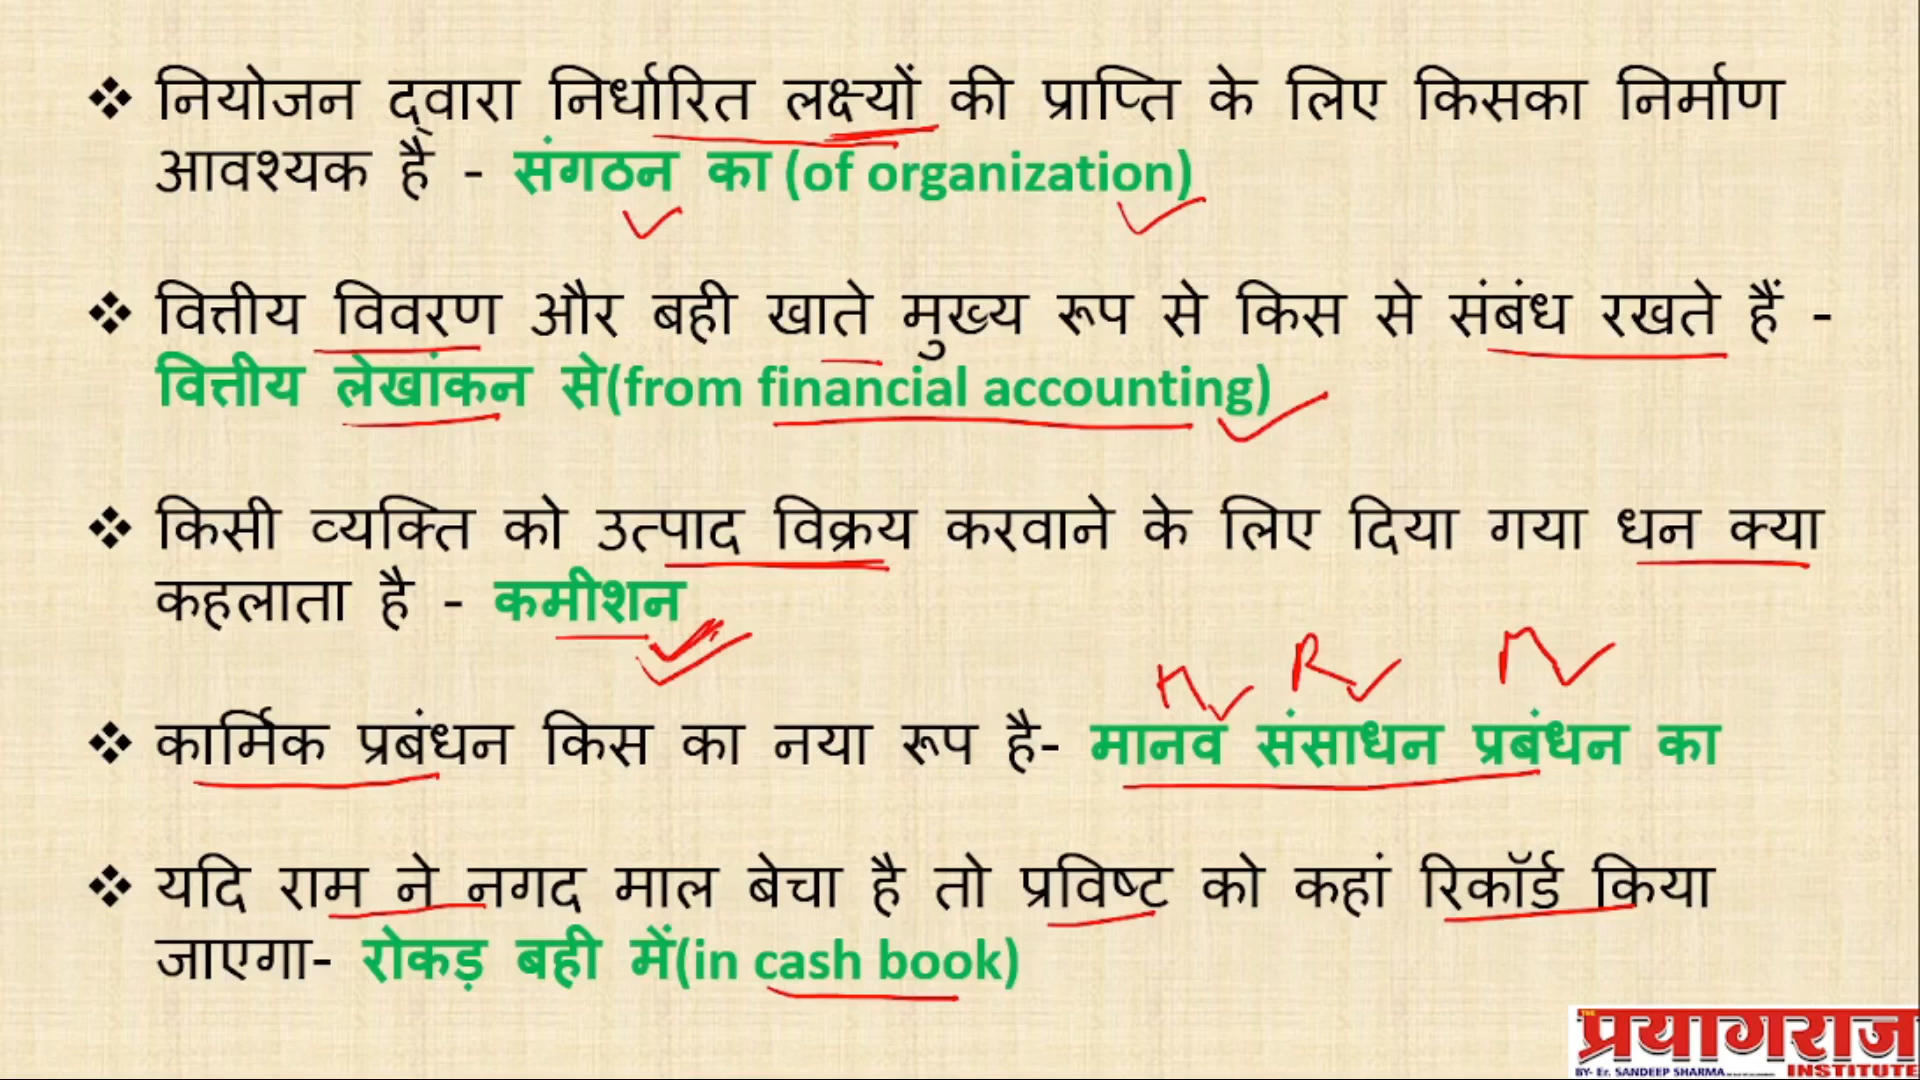 ❖ नियोजन द्वारा निर्धारित लक्ष्यों की प्राप्ति के लिए किसका निर्माण
आवश्यक है - संगठन का (of organization)
❖ वित्तीय विवरण और बही खाते मुख्य रूप से किस से संबंध रखते हैं -
वित्तीय लेखांकन से(from financial accounting)
❖ किसी व्यक्ति को उत्पाद विक्रय करवाने के लिए दिया गया धन क्या
कहलाता है - कमीशन
❖ कार्मिक प्रबंधन किस का नया रूप है- मानव संसाधन प्रबंधन का
❖ यदि राम ने नगद माल बेचा है तो प्रविष्ट को कहां रिकॉर्ड किया
जाएगा- रोकड़ बही में(in cash book)
THE
प्रयागराज
BY- Er. SANDEEP SHARMA INSTITUTE